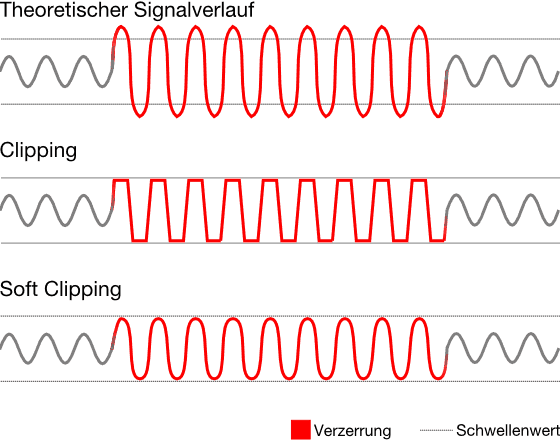 Theoretischer Signalverlauf
Clipping
Soft Clipping
Verzerrung
Schwellenwert